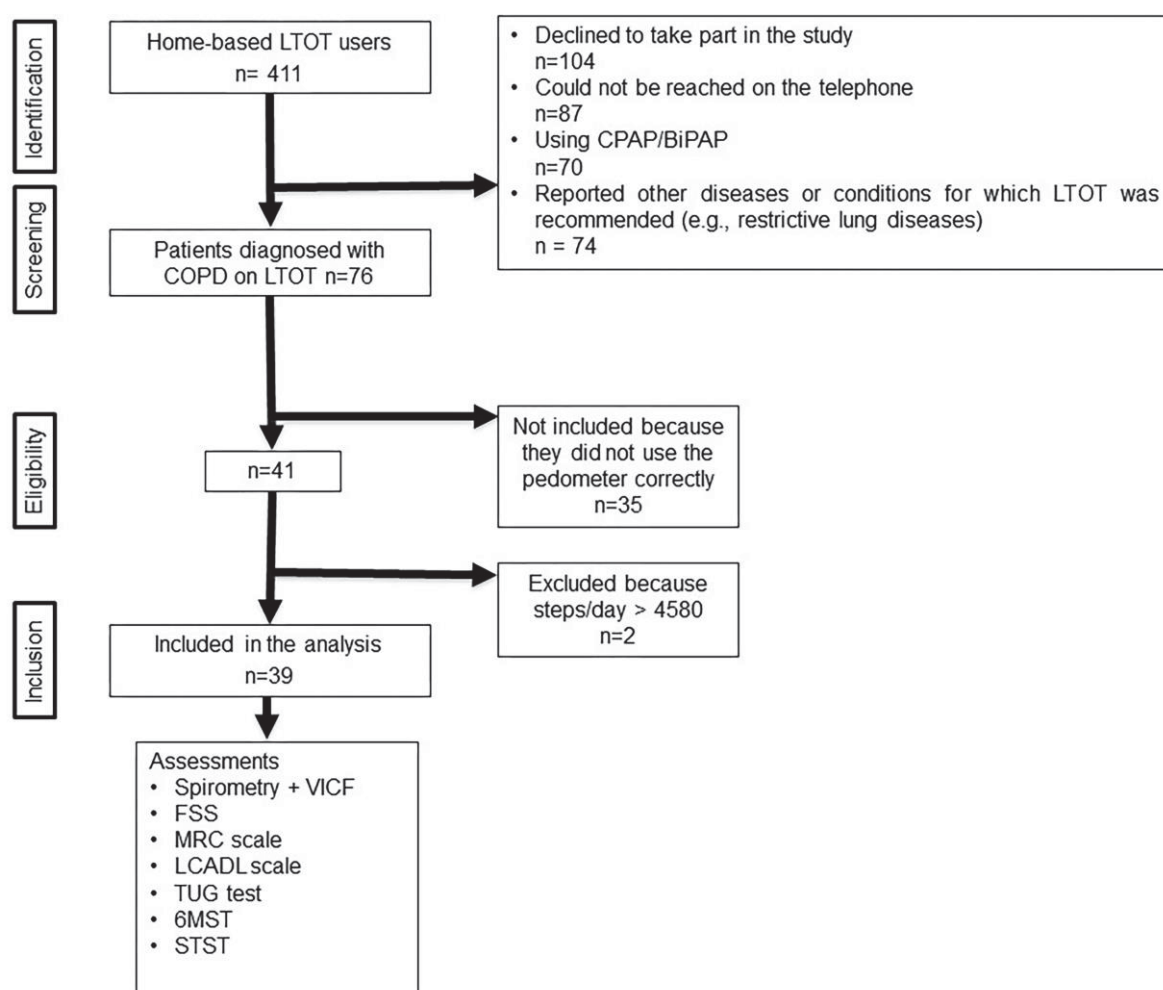 Identification
Home-based LTOT users
n= 411
• Declined to take part in the study
n=104
• Could not be reached on the telephone
n=87
• Using CPAP/BiPAP
n=70
• Reported other diseases or conditions for which LTOT was
recommended (e.g., restrictive lung diseases)
n = 74
Screening
Patients diagnosed with
COPD on LTOT n=76
Eligibility
Not included because
they did not use the
pedometer correctly
n=35
n=41
Excluded because
steps/day > 4580
n=2
Inclusion
Included in the analysis
n=39
Assessments
• Spirometry + VICF
• FSS
• MRC scale
• LCADL scale
• TUG test
• 6MST
• STST